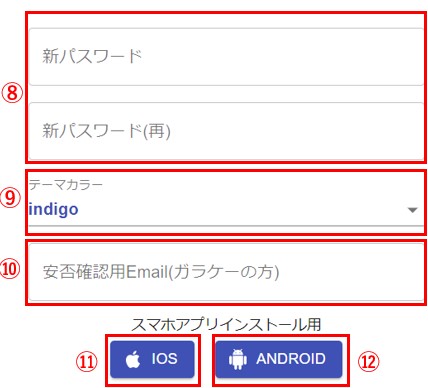 ⑧
新パスワード
新パスワード(再)
⑨
テーマカラー
indigo
⑩
安否確認用Email(ガラケーの方)
スマホアプリインストール用
⑪ IOS ANDROID ⑫